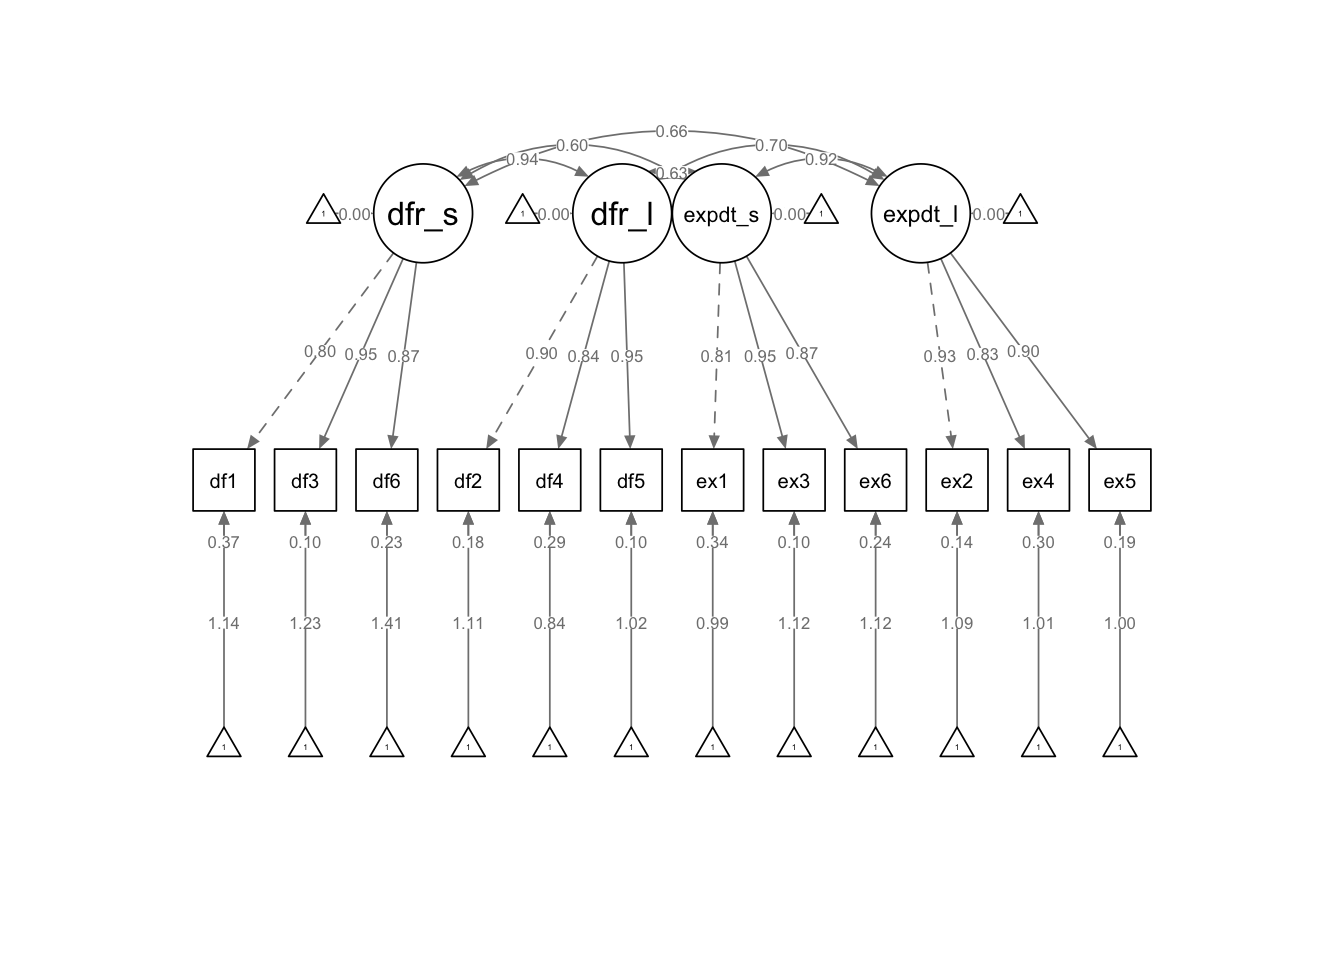 0.66
0.60 0.70
0.94 0.92
0.63
1 0.00 dfr_s 1 0.00 dfr_l expdt_s 0.00 1 expdt_l 0.00 1
0.80 0.95 0.87 0.90 0.84 0.95 0.81 0.95 0.87 0.93 0.83 0.90
df1 df3 df6 df2 df4 df5 ex1 ex3 ex6 ex2 ex4 ex5
0.37 0.10 0.23 0.18 0.29 0.10 0.34 0.10 0.24 0.14 0.30 0.19
1.14 1.23 1.41 1.11 0.84 1.02 0.99 1.12 1.12 1.09 1.01 1.00
1 1 1 1 1 1 1 1 1 1 1 1